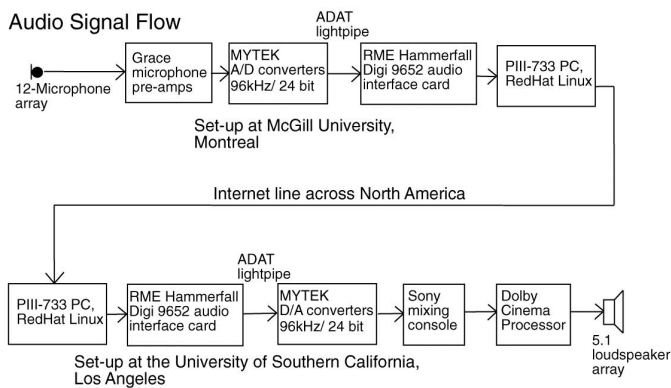 Audio Signal Flow
12-Microphone
array
Grace
microphone
pre-amps
MYTEK
A/D converters
96kHz/ 24 bit
ADAT
lightpipe
RME Hammerfall
Digi 9652 audio
interface card
PIII-733 PC,
RedHat Linux
Set-up at McGill University,
Montreal
Internet line across North America
PIII-733 PC,
RedHat Linux
RME Hammerfall
Digi 9652 audio
interface card
ADAT
lightpipe
MYTEK
D/A converters
96kHz/ 24 bit
Sony
mixing
console
Dolby
Cinema
Processor
5.1
loudspeaker
array
Set-up at the University of Southern California,
Los Angeles